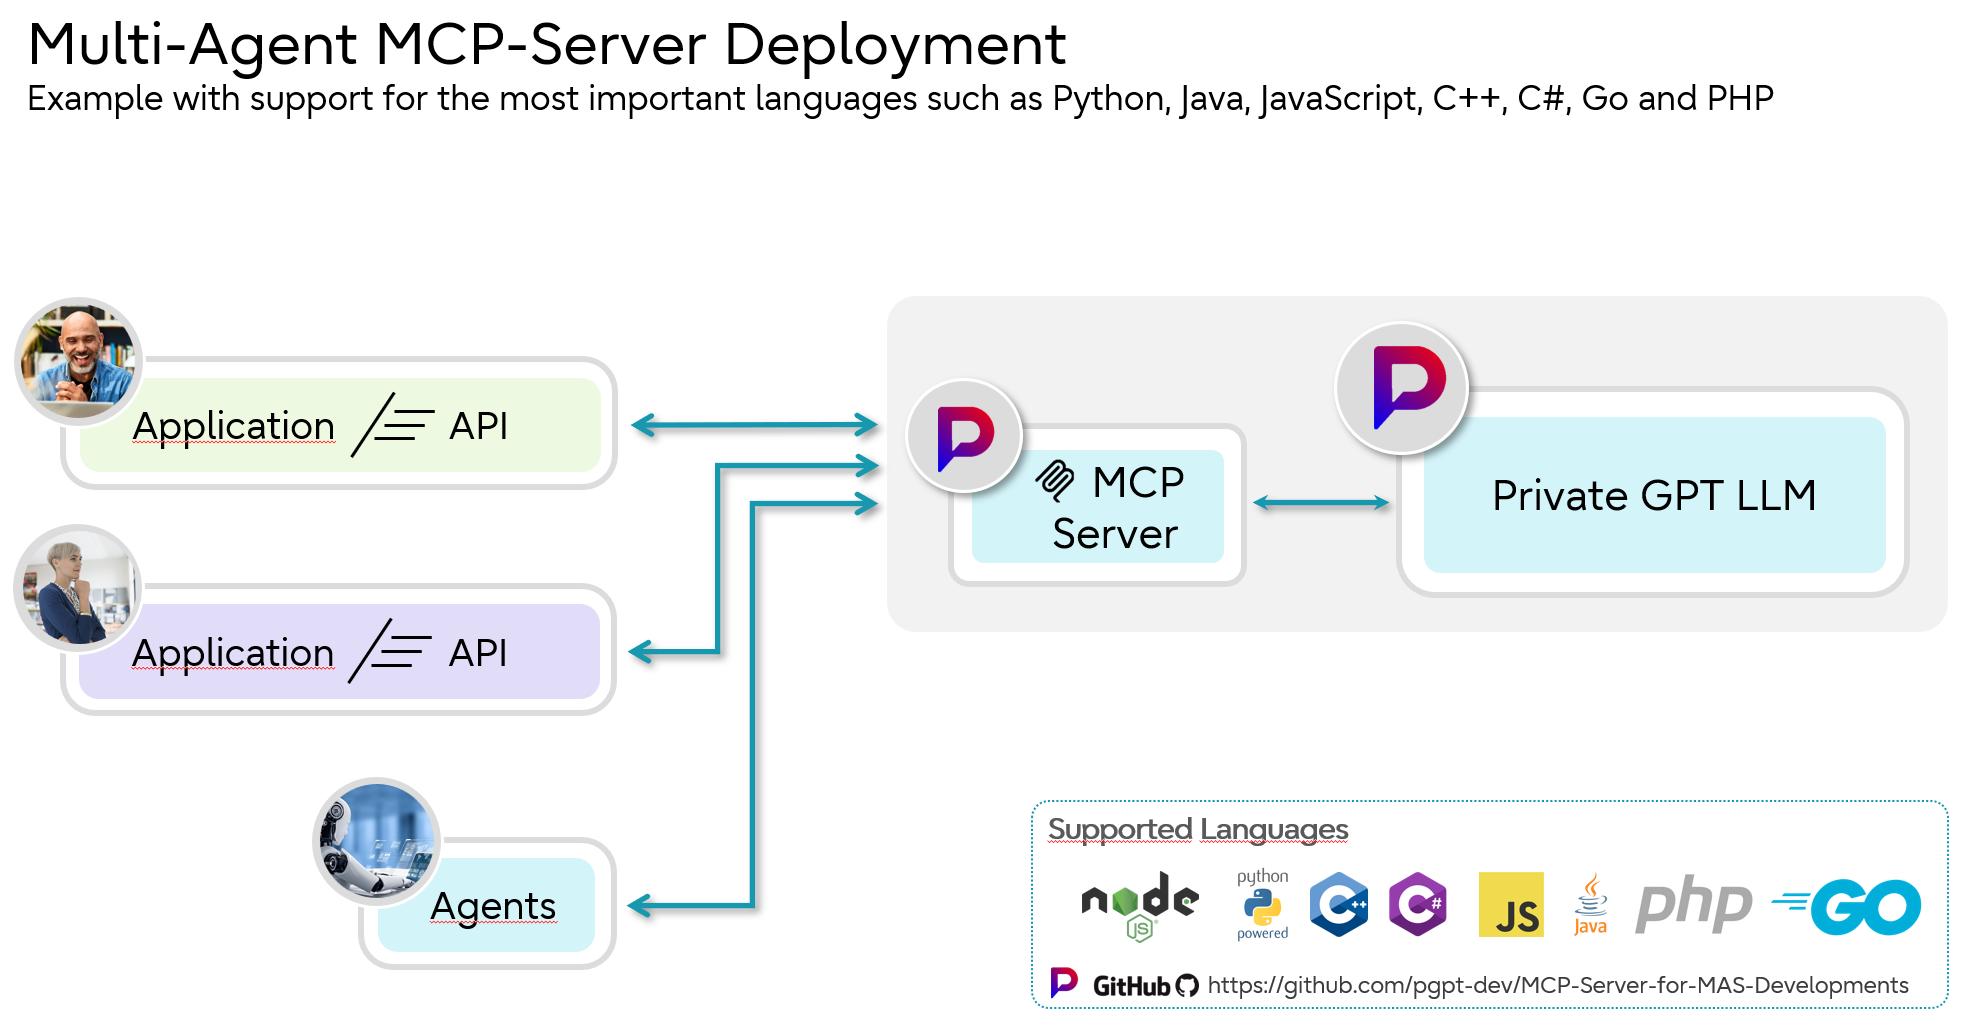 Multi-Agent MCP-Server Deployment
Example with support for the most important languages such as Python, Java, JavaScript, C++, C#, Go and PHP
Application API
MCP
Server
Private GPT LLM
Application API
Agents
Supported Languages
node
JS
python
powered
C++
C#
JS
Java
php
GO
GitHub https://github.com/pgpt-dev/MCP-Server-for-MAS-Developments